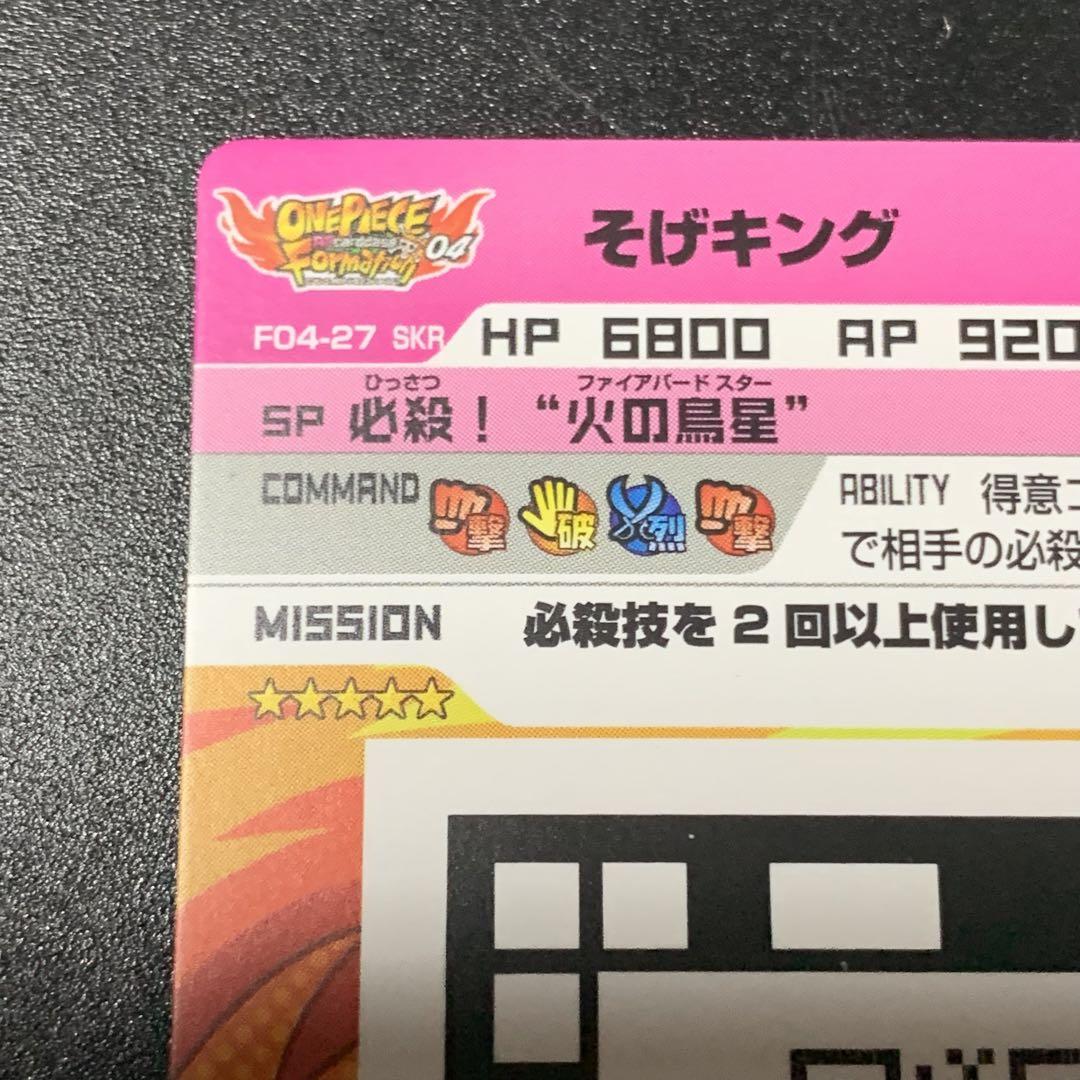 ONE PIECE
ARcarddass
Formation
04
そげキング
F04-27 SKR
HP 6800 AP 920
ひっさつ ファイアバードスター
SP 必殺！ “火の鳥星”
COMMAND 撃 破 烈 撃
ABILITY 得意コ
で相手の必殺
MISSION 必殺技を2回以上使用し